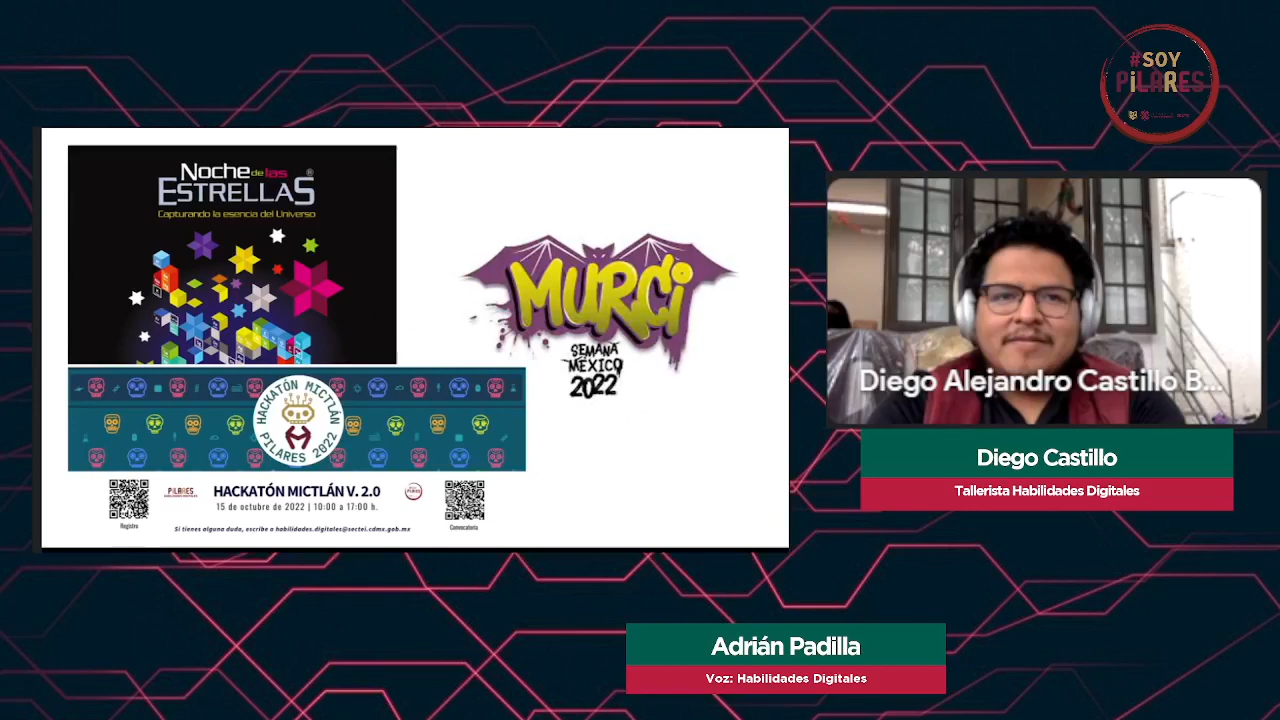 #SOY
PiLARES
Noche de las
ESTRELLAS®
Capturando la esencia del Universo
MURCi
SEMANA
MÉXICO
2022
HACKATÓN MICTLÁN
PILARES 2022
PiLARES
HACKATÓN MICTLÁN V. 2.0
15 de octubre de 2022 | 10:00 a 17:00 h.
Registro
Convocatoria
Si tienes alguna duda, escribe a habilidades.digitales@sectei.cdmx.gob.mx
Diego Alejandro Castillo B...
Diego Castillo
Tallerista Habilidades Digitales
Adrián Padilla
Voz: Habilidades Digitales